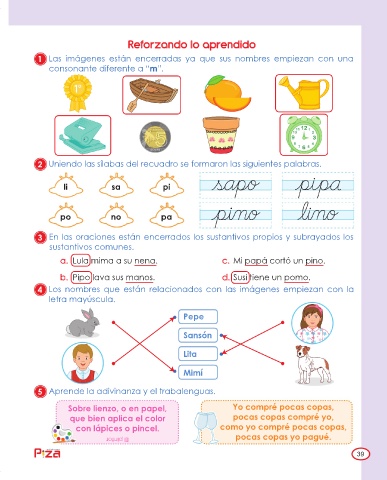 Reforzando lo aprendido
1 Las imágenes están encerradas ya que sus nombres empiezan con una
consonante diferente a “m”.
2 Uniendo las sílabas del recuadro se formaron las siguientes palabras.
li sa pi
sapo pipa
po no pa
pino lino
3 En las oraciones están encerrados los sustantivos propios y subrayados los
sustantivos comunes.
a. Lula mima a su nena. c. Mi papá cortó un pino.
b. Pipo lava sus manos. d. Susi tiene un pomo.
4 Los nombres que están relacionados con las imágenes empiezan con la
letra mayúscula.
Pepe
Sansón
Lita
Mimí
5 Aprende la adivinanza y el trabalenguas.
Sobre lienzo, o en papel,
que bien aplico el color
con lápices o pincel.
El pintor
Yo compré pocas copas,
pocas copas compré yo,
como yo compré pocas copas,
pocas copas yo pagué.
Piza
39